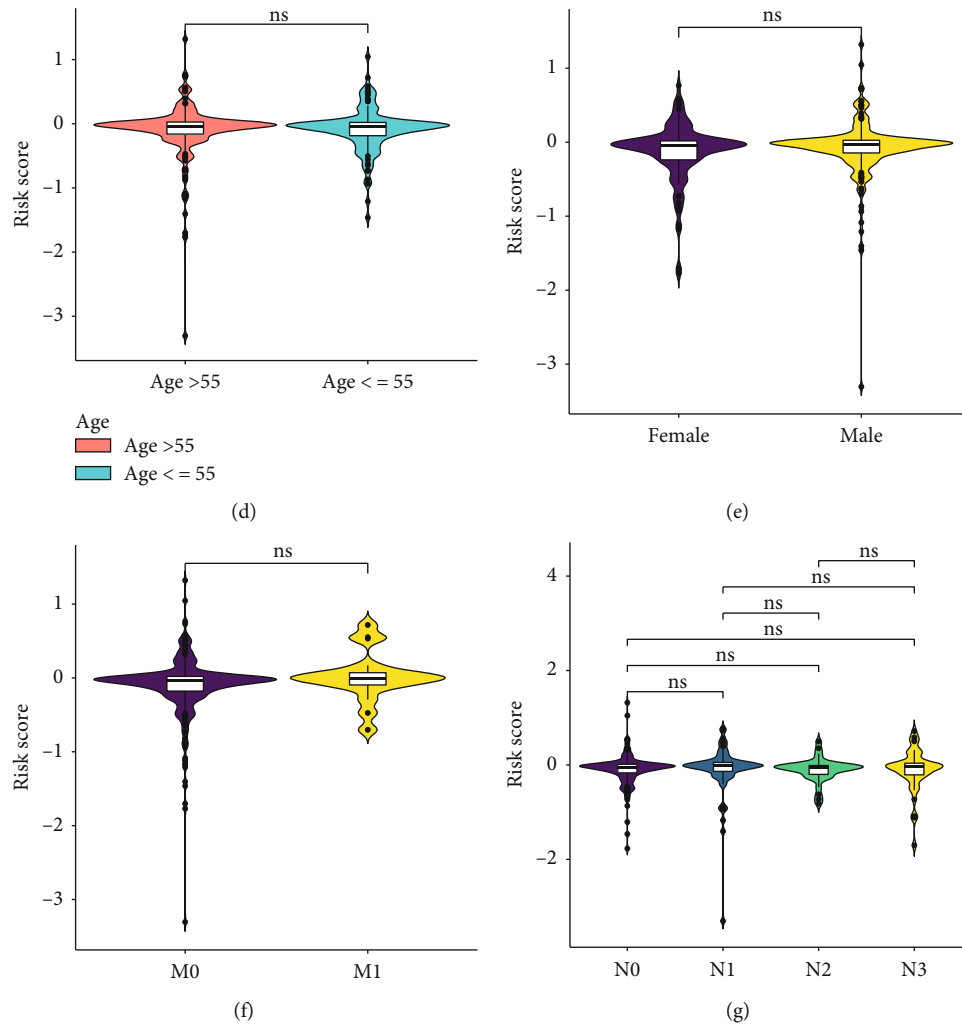 ns
1
0
−1
−2
−3
Risk score
Age >55
Age < = 55
Age
Age >55
Age < = 55
(d)
ns
1
0
−1
−2
−3
Risk score
Female
Male
(e)
ns
1
0
−1
−2
−3
Risk score
M0
M1
(f)
ns
ns
ns
ns
ns
ns
4
2
0
−2
Risk score
N0
N1
N2
N3
(g)